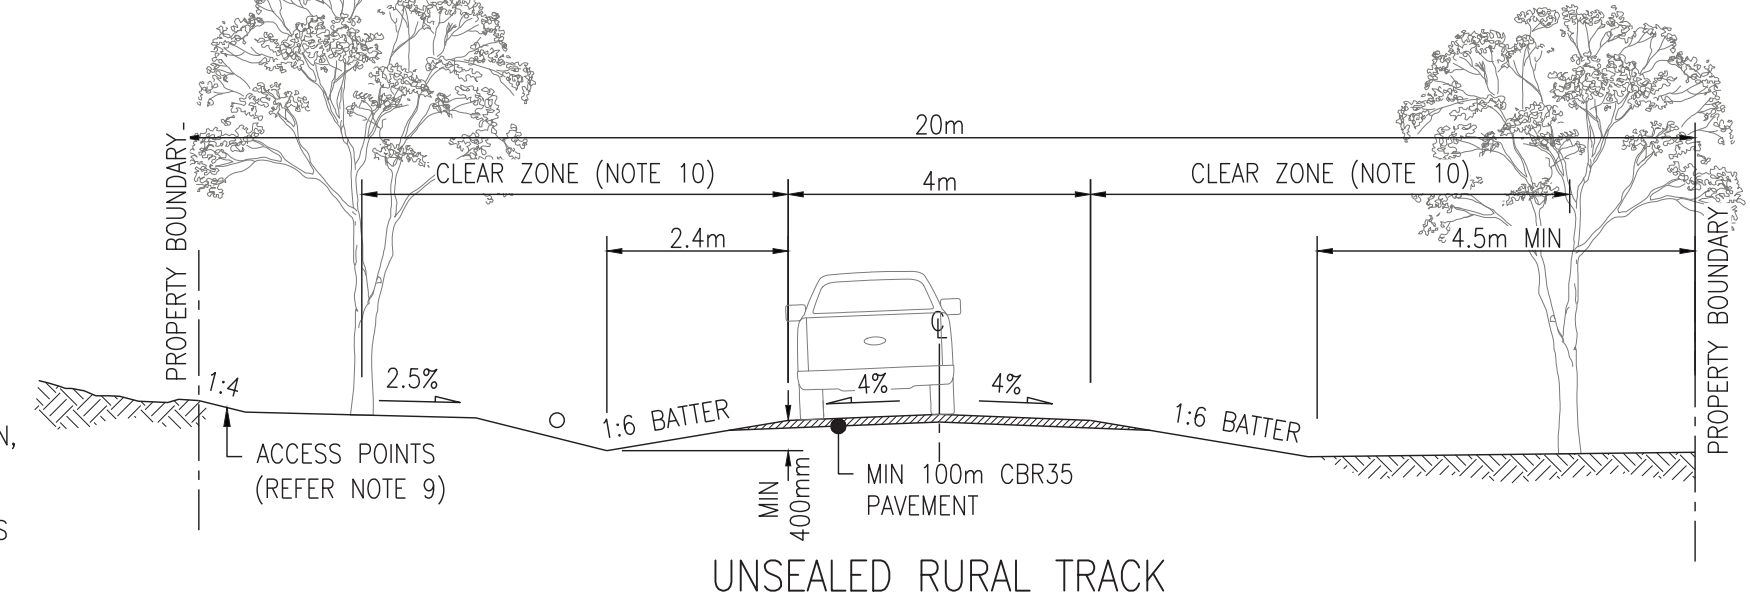 20m
CLEAR ZONE (NOTE 10)
4m
CLEAR ZONE (NOTE 10)
2.4m
4.5m MIN
PROPERTY BOUNDARY
PROPERTY BOUNDARY
1:4
2.5%
4%
4%
℄
1:6 BATTER
1:6 BATTER
N,
ACCESS POINTS
(REFER NOTE 9)
MIN
400mm
MIN 100m CBR35
PAVEMENT
S
UNSEALED RURAL TRACK